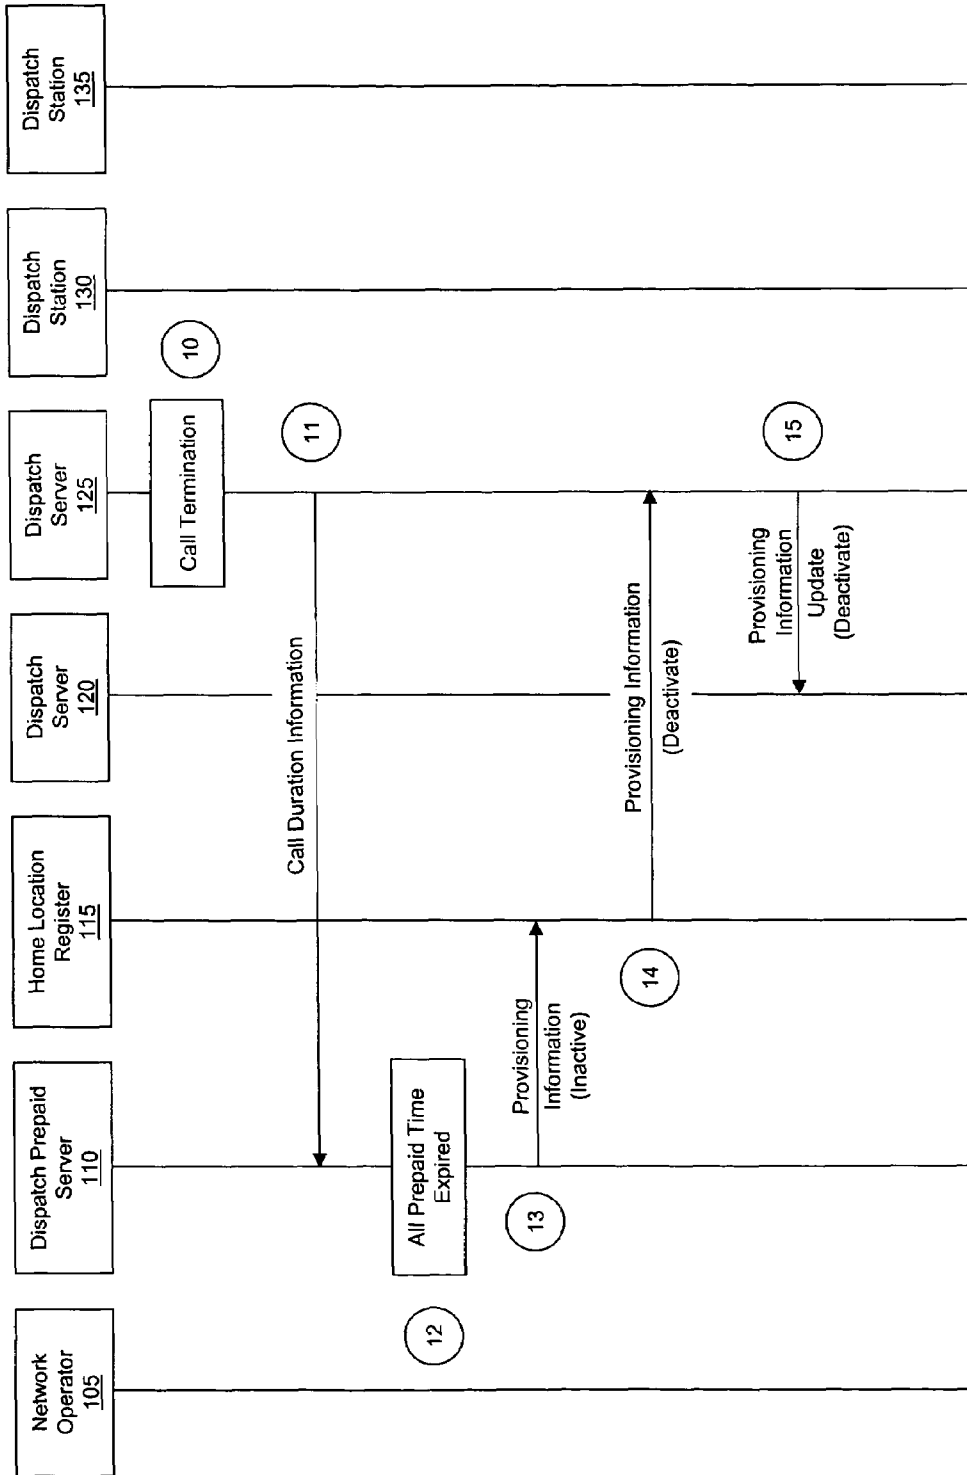 Network
Operator
105
Dispatch Prepaid
Server
110
Home Location
Register
115
Dispatch
Server
120
Dispatch
Server
125
Dispatch
Station
130
Dispatch
Station
135
Call Termination
10
Call Duration Information
11
12
All Prepaid Time
Expired
13
Provisioning
Information
(Inactive)
14
Provisioning Information
(Deactivate)
Provisioning
Information
Update
(Deactivate)
15